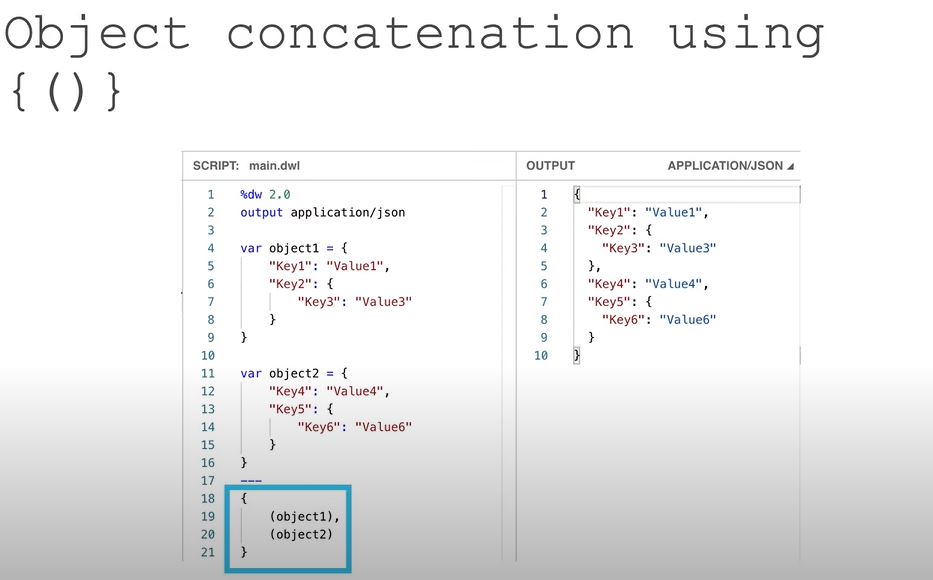 Object concatenation using
{()}
SCRIPT: main.dwl
1 %dw 2.0
2 output application/json
3
4 var object1 = {
5 "Key1": "Value1",
6 "Key2": {
7 "Key3": "Value3"
8 }
9 }
10
11 var object2 = {
12 "Key4": "Value4",
13 "Key5": {
14 "Key6": "Value6"
15 }
16 }
17 ---
18 {
19 (object1),
20 (object2)
21 }
OUTPUT APPLICATION/JSON
1 {
2 "Key1": "Value1",
3 "Key2": {
4 "Key3": "Value3"
5 },
6 "Key4": "Value4",
7 "Key5": {
8 "Key6": "Value6"
9 }
10 }